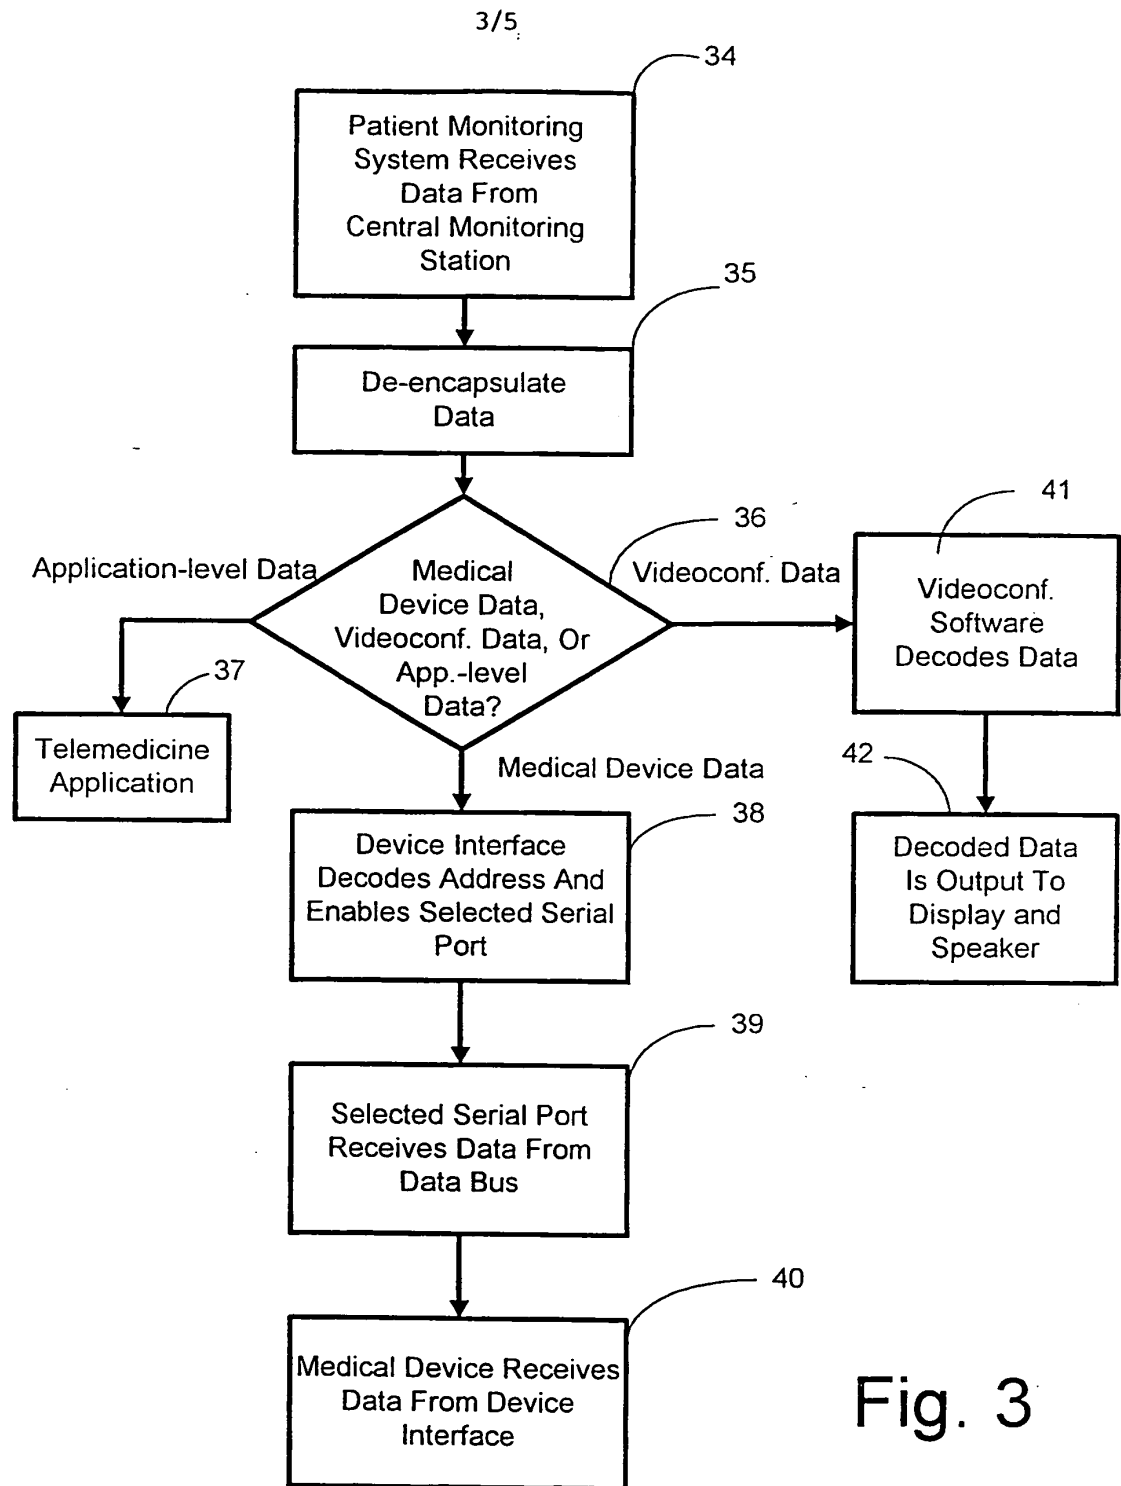 3/5
34
Patient Monitoring
System Receives
Data From
Central Monitoring
Station
35
De-encapsulate
Data
36
Medical
Device Data,
Videoconf. Data, Or
App.-level
Data?
Application-level Data
37
Telemedicine
Application
Videoconf. Data
41
Videoconf.
Software
Decodes Data
42
Decoded Data
Is Output To
Display and
Speaker
Medical Device Data
38
Device Interface
Decodes Address And
Enables Selected Serial
Port
39
Selected Serial Port
Receives Data From
Data Bus
40
Medical Device Receives
Data From Device
Interface
Fig. 3